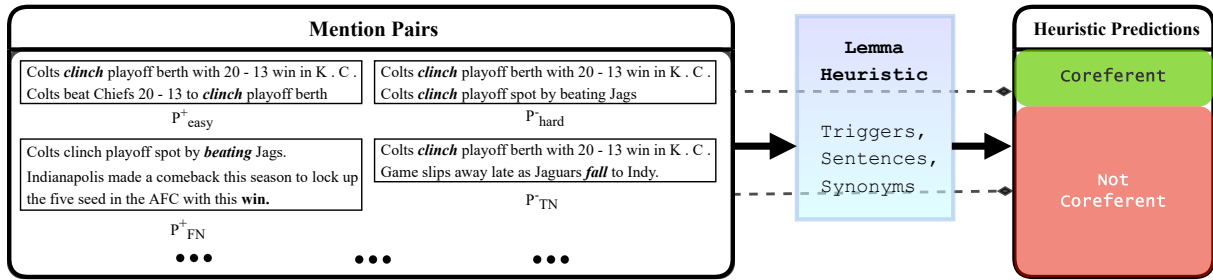 Mention Pairs
Colts clinch playoff berth with 20 - 13 win in K . C .
Colts beat Chiefs 20 - 13 to clinch playoff berth
P+easy
Colts clinch playoff berth with 20 - 13 win in K . C .
Colts clinch playoff spot by beating Jags
P-hard
Colts clinch playoff spot by beating Jags.
Indianapolis made a comeback this season to lock up
the five seed in the AFC with this win.
P+FN
Colts clinch playoff berth with 20 - 13 win in K . C .
Game slips away late as Jaguars fall to Indy.
P-TN
Lemma
Heuristic
Triggers,
Sentences,
Synonyms
Heuristic Predictions
Coreferent
Not
Coreferent